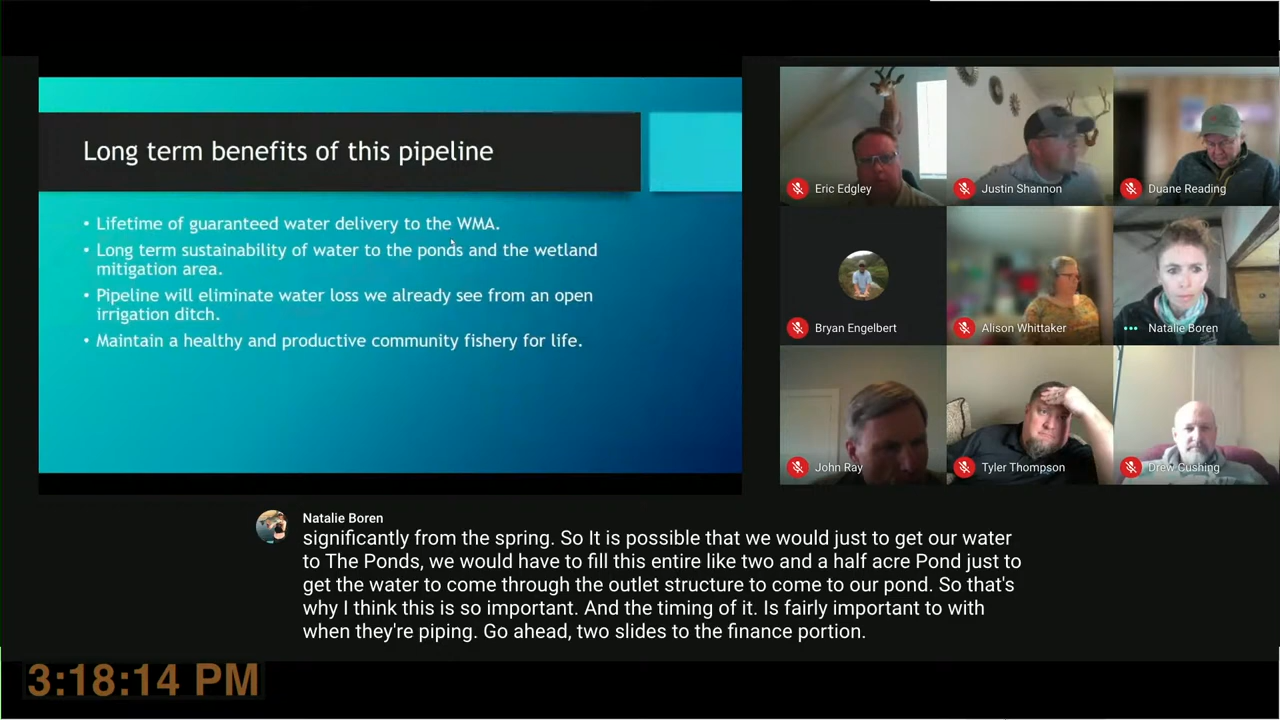 Long term benefits of this pipeline
• Lifetime of guaranteed water delivery to the WMA.
• Long term sustainability of water to the ponds and the wetland
mitigation area.
• Pipeline will eliminate water loss we already see from an open
irrigation ditch.
• Maintain a healthy and productive community fishery for life.
Eric Edgley
Justin Shannon
Duane Reading
Bryan Engelbert
Alison Whittaker
Natalie Boren
John Ray
Tyler Thompson
Drew Cushing
Natalie Boren
significantly from the spring. So It is possible that we would just to get our water
to The Ponds, we would have to fill this entire like two and a half acre Pond just to
get the water to come through the outlet structure to come to our pond. So that's
why I think this is so important. And the timing of it. Is fairly important to with
when they're piping. Go ahead, two slides to the finance portion.
3:18:14 PM